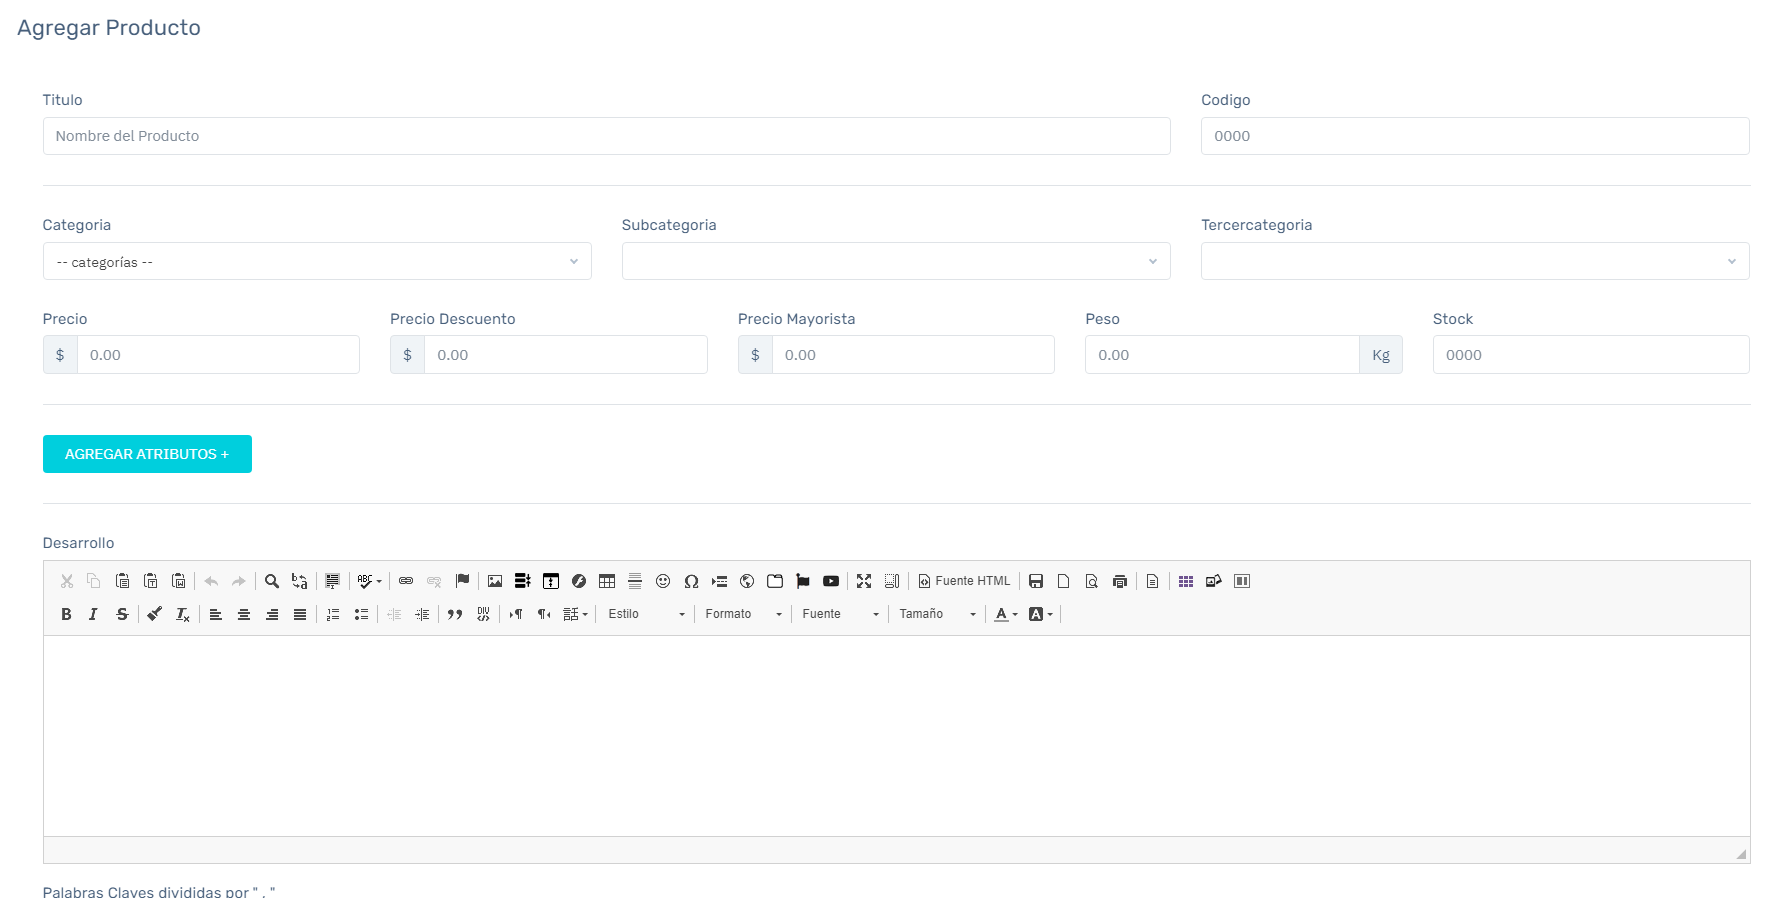 Agregar Producto
Titulo
Codigo
Nombre del Producto
0000
Categoria
Subcategoria
Tercercategoria
-- categorías --
Precio
Precio Descuento
Precio Mayorista
Peso
Stock
$ 0.00
$ 0.00
$ 0.00
0.00 Kg
0000
AGREGAR ATRIBUTOS +
Desarrollo
Fuente HTML
Estilo
Formato
Fuente
Tamaño
Palabras Claves divididas por " , "